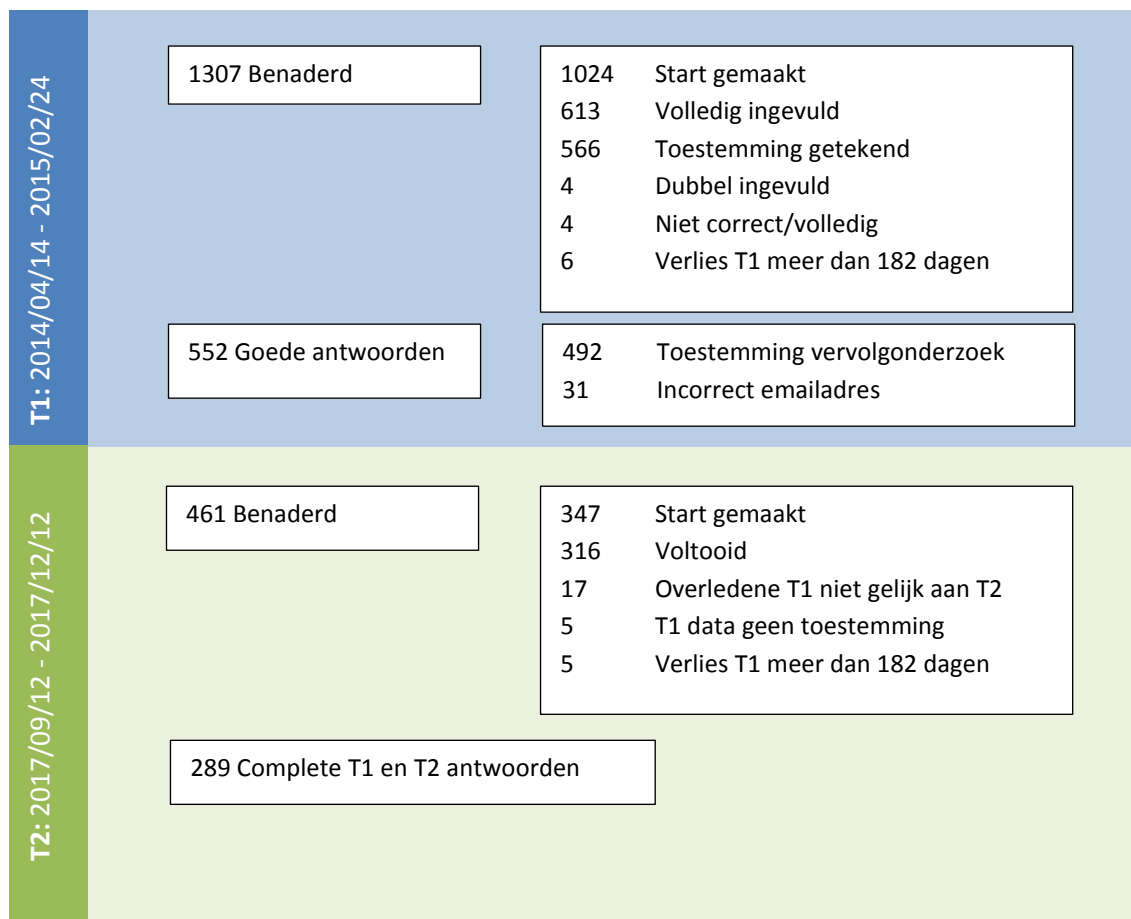 T1: 2014/04/14 - 2015/02/24
1307 Benaderd
1024 Start gemaakt
613 Volledig ingevuld
566 Toestemming getekend
4 Dubbel ingevuld
4 Niet correct/volledig
6 Verlies T1 meer dan 182 dagen
552 Goede antwoorden
492 Toestemming vervolgonderzoek
31 Incorrect emailadres
T2: 2017/09/12 - 2017/12/12
461 Benaderd
347 Start gemaakt
316 Voltooid
17 Overledene T1 niet gelijk aan T2
5 T1 data geen toestemming
5 Verlies T1 meer dan 182 dagen
289 Complete T1 en T2 antwoorden